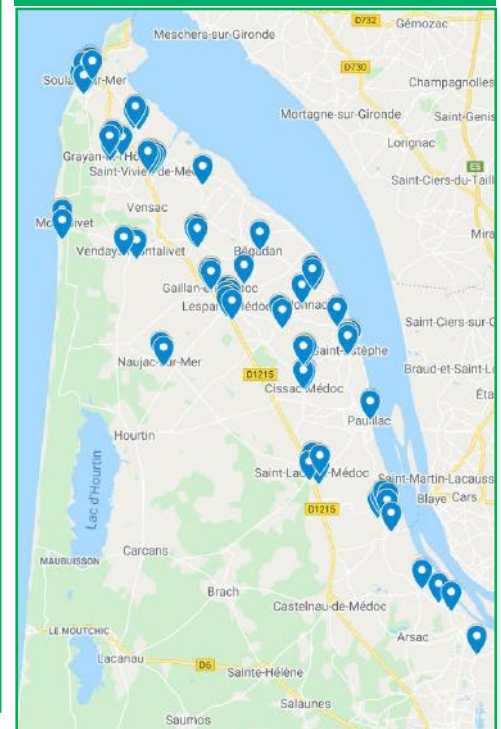 D732
Gémozac
Meschers-sur-Gironde
D730
Champagnolles
Mortagne-sur-Gironde
Saint-Genis
Lorignac
E5
Saint-Ciers-du-Taill
Vensac
Mira
Bégadan
Saint-Ciers-sur-G
Naujac-sur-Mer
D1215
Cissac-Médoc
Braud-et-Saint-L
Éta
Pauillac
Hourtin
Lac d'Hourtin
Saint-Martin-Lacauss
Blaye
Cars
D1215
Carcans
MAUBUISSON
Brach
Castelnau-de-Médoc
LE MOUTCHIC
Arsac
Lacanau
D6
Sainte-Hélène
Salaunes
Saumos